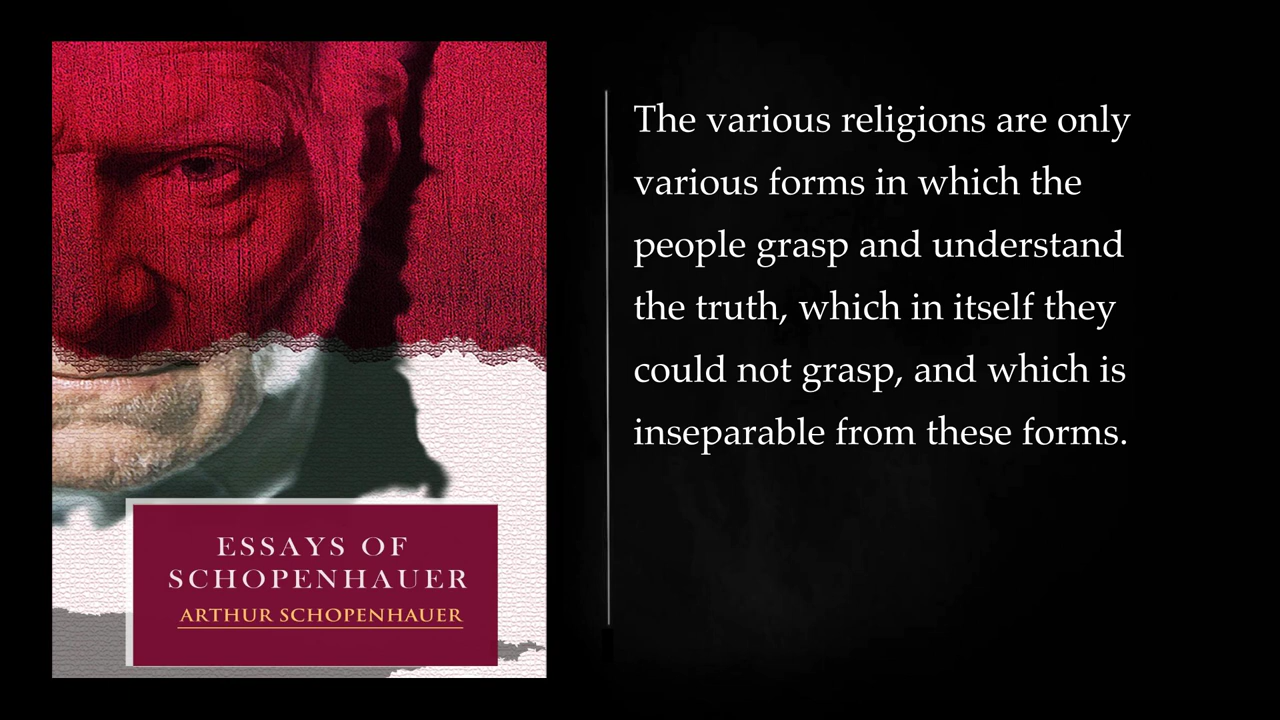 ESSAYS OF
SCHOPENHAUER
ARTHUR SCHOPENHAUER
The various religions are only
various forms in which the
people grasp and understand
the truth, which in itself they
could not grasp, and which is
inseparable from these forms.